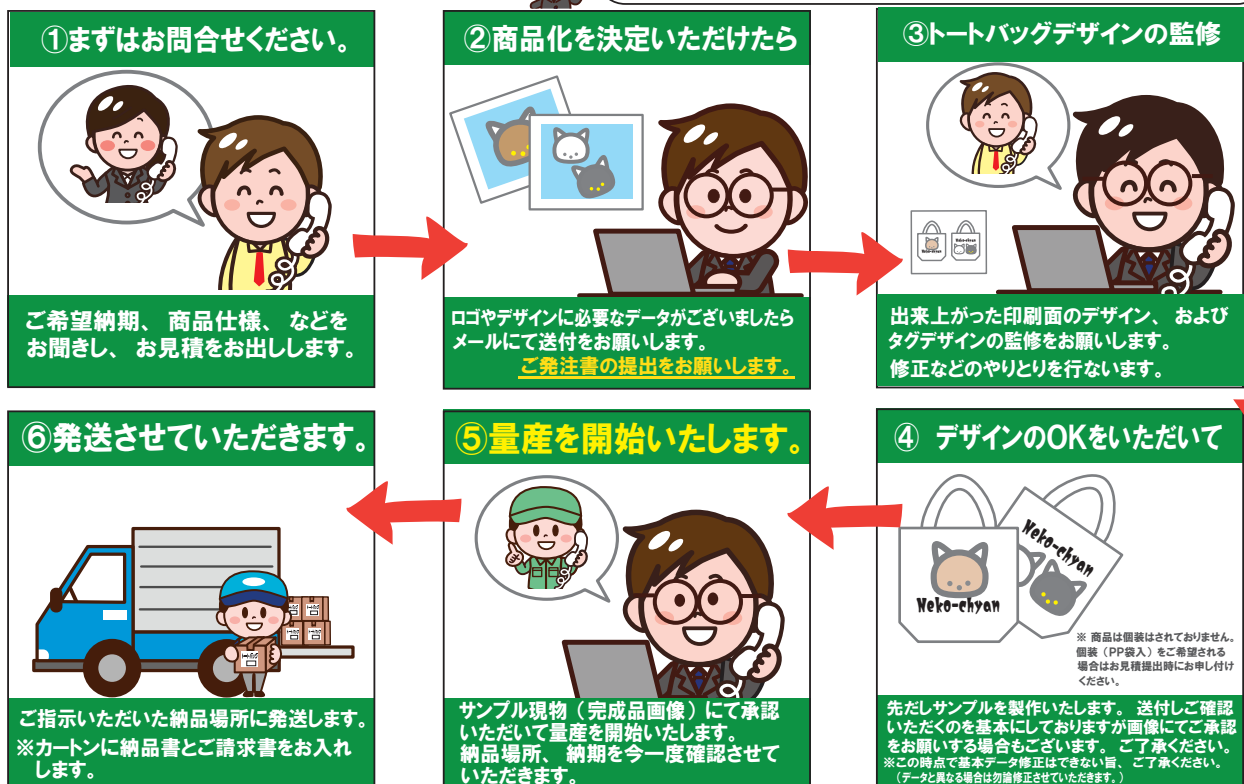 ①まずはお問合せください。
ご希望納期、商品仕様、などを
お聞きし、お見積をお出しします。
②商品化を決定いただけたら
ロゴやデザインに必要なデータがございましたら
メールにて送付をお願いします。
ご発注書の提出をお願いします。
③トートバッグデザインの監修
Neko-chyan
Neko-chyan
出来上がった印刷面のデザイン、および
タグデザインの監修をお願いします。
修正などのやりとりを行ないます。
④ デザインのOKをいただいて
Neko-chyan
Neko-chyan
※ 商品は個装はされておりません。
個装（PP袋入）をご希望される
場合はお見積提出時にお申し付け
ください。
先だしサンプルを製作いたします。送付しご確認
いただくのを基本にしておりますが画像にてご承認
をお願いする場合もございます。ご了承ください。
※この時点で基本データ修正はできない旨、ご了承ください。
（データと異なる場合は勿論修正させていただきます。）
⑤量産を開始いたします。
サンプル現物（完成品画像）にて承認
いただいて量産を開始いたします。
納品場所、納期を今一度確認させて
いただきます。
⑥発送させていただきます。
ご指示いただいた納品場所に発送します。
※カートンに納品書とご請求書をお入れ
します。